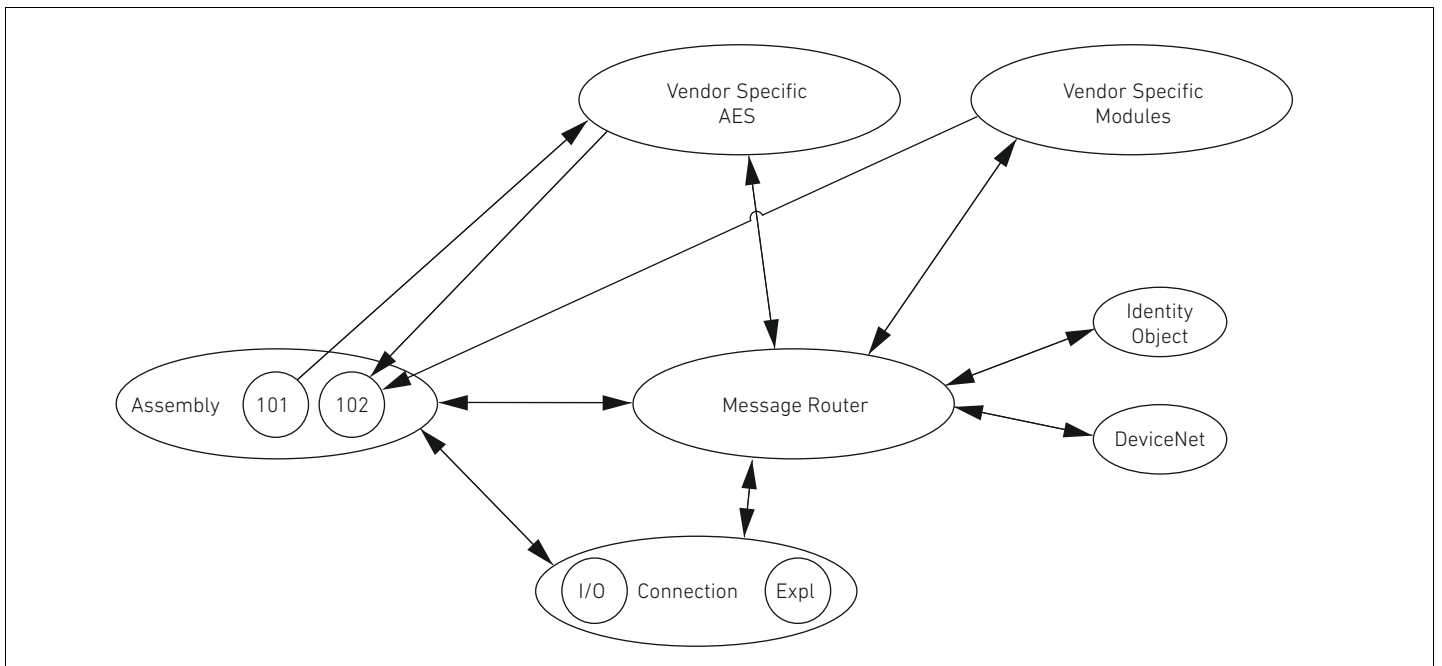 Vendor Specific
AES
Vendor Specific
Modules
Identity
Object
Assembly
101
102
Message Router
DeviceNet
I/O
Connection
Expl